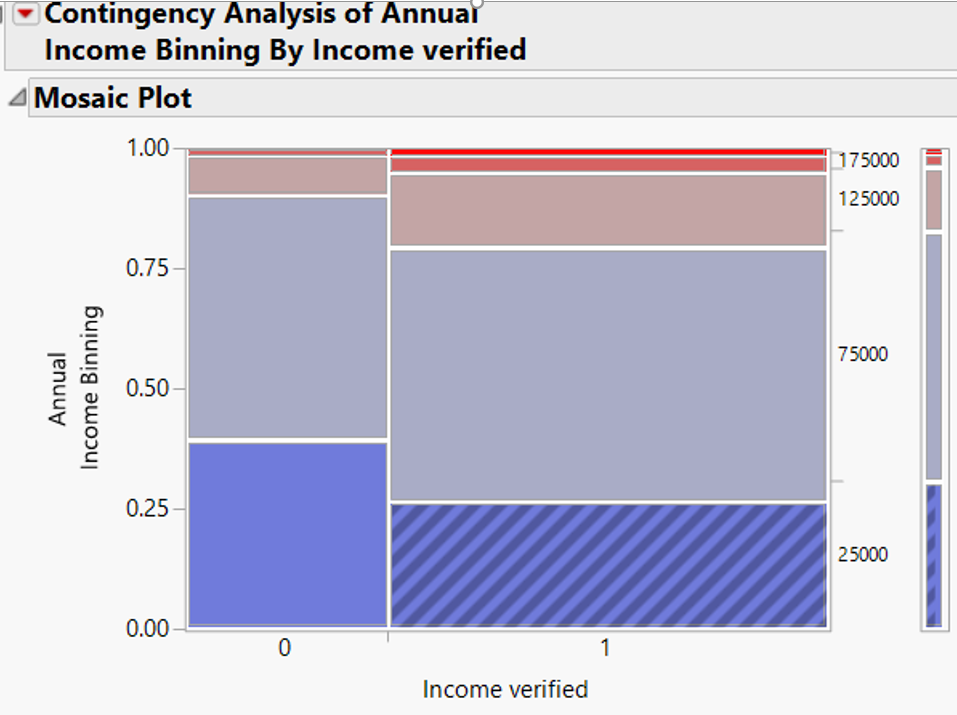 Contingency Analysis of Annual
Income Binning By Income verified
Mosaic Plot
1.00
0.75
0.50
0.25
0.00
Annual
Income Binning
175000
125000
75000
25000
0
1
Income verified